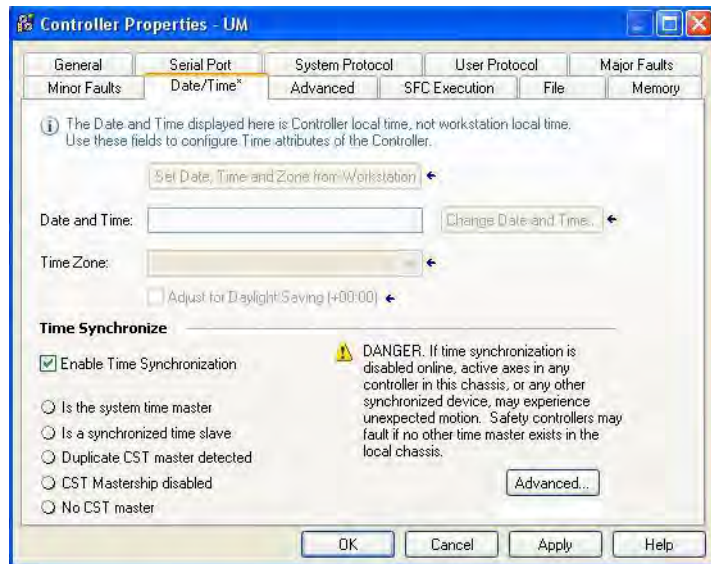 Controller Properties - UM
General
Serial Port
System Protocol
User Protocol
Major Faults
Minor Faults
Date/Time*
Advanced
SFC Execution
File
Memory
The Date and Time displayed here is Controller local time, not workstation local time.
Use these fields to configure Time attributes of the Controller.
Set Date, Time and Zone from Workstation
Date and Time:
Change Date and Time...
Time Zone:
Adjust for Daylight Saving (+00:00)
Time Synchronize
Enable Time Synchronization
Is the system time master
Is a synchronized time slave
Duplicate CST master detected
CST Mastership disabled
No CST master
DANGER. If time synchronization is
disabled online, active axes in any
controller in this chassis, or any other
synchronized device, may experience
unexpected motion. Safety controllers may
fault if no other time master exists in the
local chassis.
Advanced...
OK
Cancel
Apply
Help